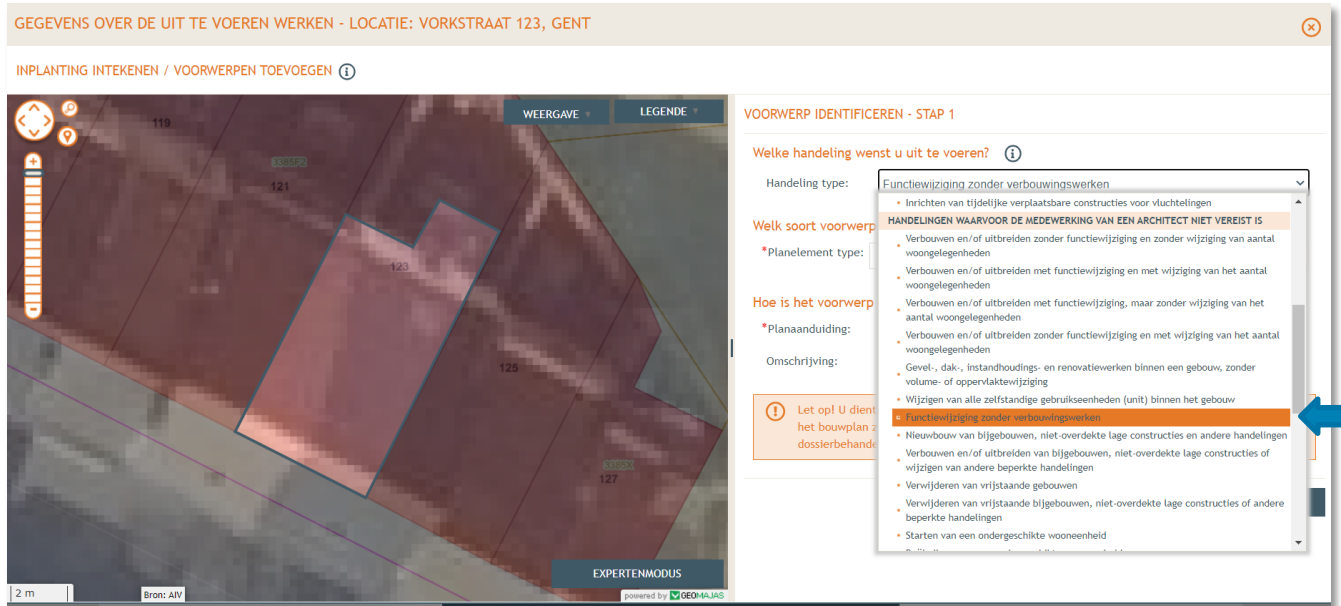 GEGEVENS OVER DE UIT TE VOEREN WERKEN - LOCATIE: VORKSTRAAT 123, GENT
INPLANTING INTEKENEN / VOORWERPEN TOEVOEGEN
WEERGAVE
LEGENDE
119
3385F2
121
123
125
3385X
127
EXPERTENMODUS
2 m
Bron: AIV
powered by GEOMAJAS
VOORWERP IDENTIFICEREN - STAP 1
Welke handeling wenst u uit te voeren?
Handeling type:
Functiewijziging zonder verbouwingswerken
Inrichten van tijdelijke verplaatsbare constructies voor vluchtelingen
HANDELINGEN WAARVOOR DE MEDEWERKING VAN EEN ARCHITECT NIET VEREIST IS
Verbouwen en/of uitbreiden zonder functiewijziging en zonder wijziging van aantal
woongelegenheden
Verbouwen en/of uitbreiden met functiewijziging en met wijziging van het aantal
woongelegenheden
Verbouwen en/of uitbreiden met functiewijziging, maar zonder wijziging van het
aantal woongelegenheden
Verbouwen en/of uitbreiden zonder functiewijziging en met wijziging van het aantal
woongelegenheden
Gevel-, dak-, instandhoudings- en renovatiewerken binnen een gebouw, zonder
volume- of oppervlaktewijziging
Wijzigen van alle zelfstandige gebruikseenheden (unit) binnen het gebouw
Functiewijziging zonder verbouwingswerken
Nieuwbouw van bijgebouwen, niet-overdekte lage constructies en andere handelingen
Verbouwen en/of uitbreiden van bijgebouwen, niet-overdekte lage constructies of
wijzigen van andere beperkte handelingen
Verwijderen van vrijstaande gebouwen
Verwijderen van vrijstaande bijgebouwen, niet-overdekte lage constructies of andere
beperkte handelingen
Starten van een ondergeschikte wooneenheid
Welk soort voorwerp
*Planelement type:
Hoe is het voorwerp
*Planaanduiding:
Omschrijving:
Let op! U dient
het bouwplan